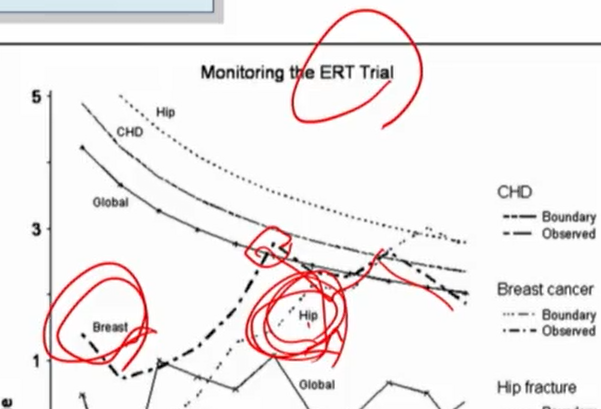 Monitoring the ERT Trial
5
Hip
CHD
Global
3
Breast
Hip
1
Global
CHD
Boundary
Observed
Breast cancer
Boundary
Observed
Hip fracture